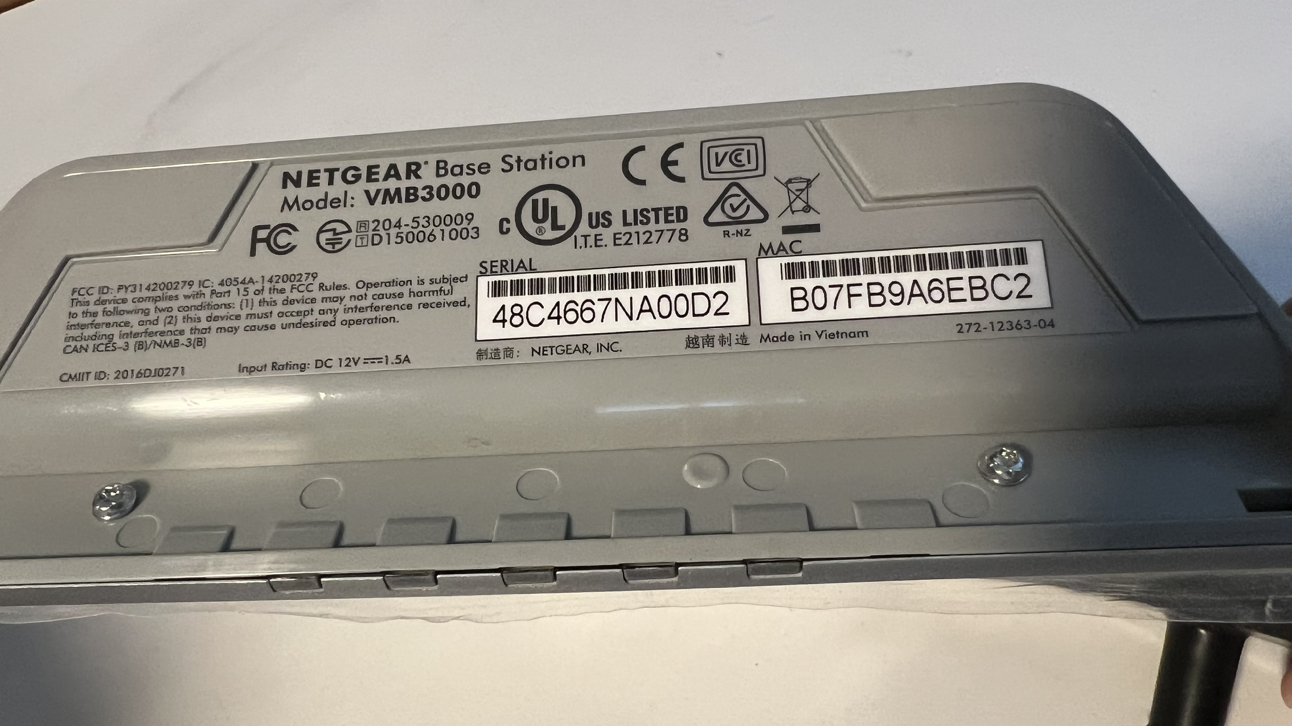 NETGEAR® Base Station
Model: VMB3000
CE
VCI
FC
R 204-530009
T D150061003
C UL ® US LISTED
I.T.E. E212778
R-NZ
FCC ID: PY314200279 IC: 4054A-14200279
This device complies with Part 15 of the FCC Rules. Operation is subject
to the following two conditions: (1) this device may not cause harmful
interference, and (2) this device must accept any interference received,
including interference that may cause undesired operation.
CAN ICES-3 (B)/NMB-3(B)
CMIIT ID: 2016DJ0271
Input Rating: DC 12V⎓1.5A
SERIAL
48C4667NA00D2
MAC
B07FB9A6EBC2
制造商: NETGEAR, INC.
越南制造 Made in Vietnam
272-12363-04